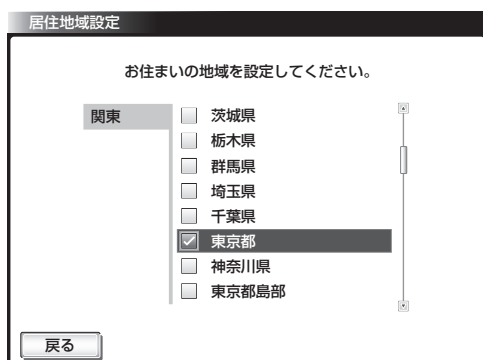 居住地域設定
お住まいの地域を設定してください。
関東
茨城県
栃木県
群馬県
埼玉県
千葉県
東京都
神奈川県
東京都島部
戻る